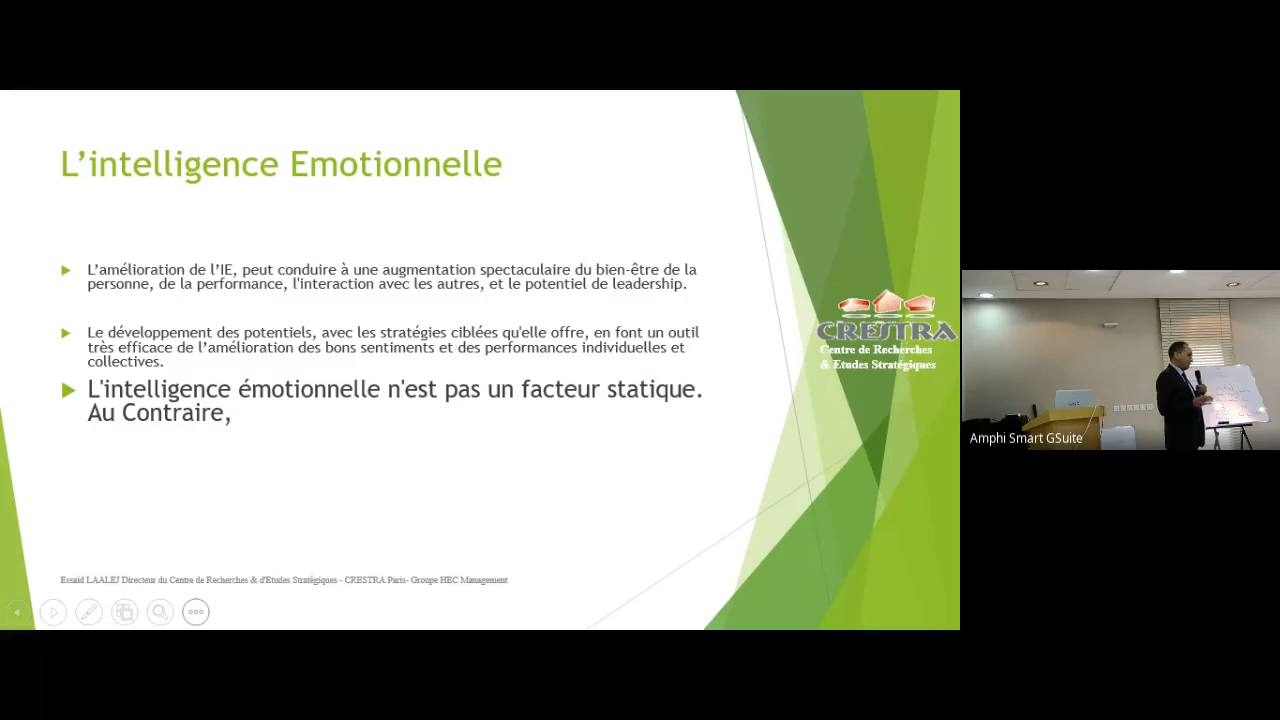 L’intelligence Emotionnelle
L’amélioration de l’IE, peut conduire à une augmentation spectaculaire du bien-être de la
personne, de la performance, l'interaction avec les autres, et le potentiel de leadership.
Le développement des potentiels, avec les stratégies ciblées qu'elle offre, en font un outil
très efficace de l’amélioration des bons sentiments et des performances individuelles et
collectives.
L'intelligence émotionnelle n'est pas un facteur statique.
Au Contraire,
CRESTRA
Centre de Recherches
& Etudes Stratégiques
Essaid LAALEJ Directeur du Centre de Recherches & d'Etudes Stratégiques - CRESTRA Paris- Groupe HEC Management
Amphi Smart GSuite